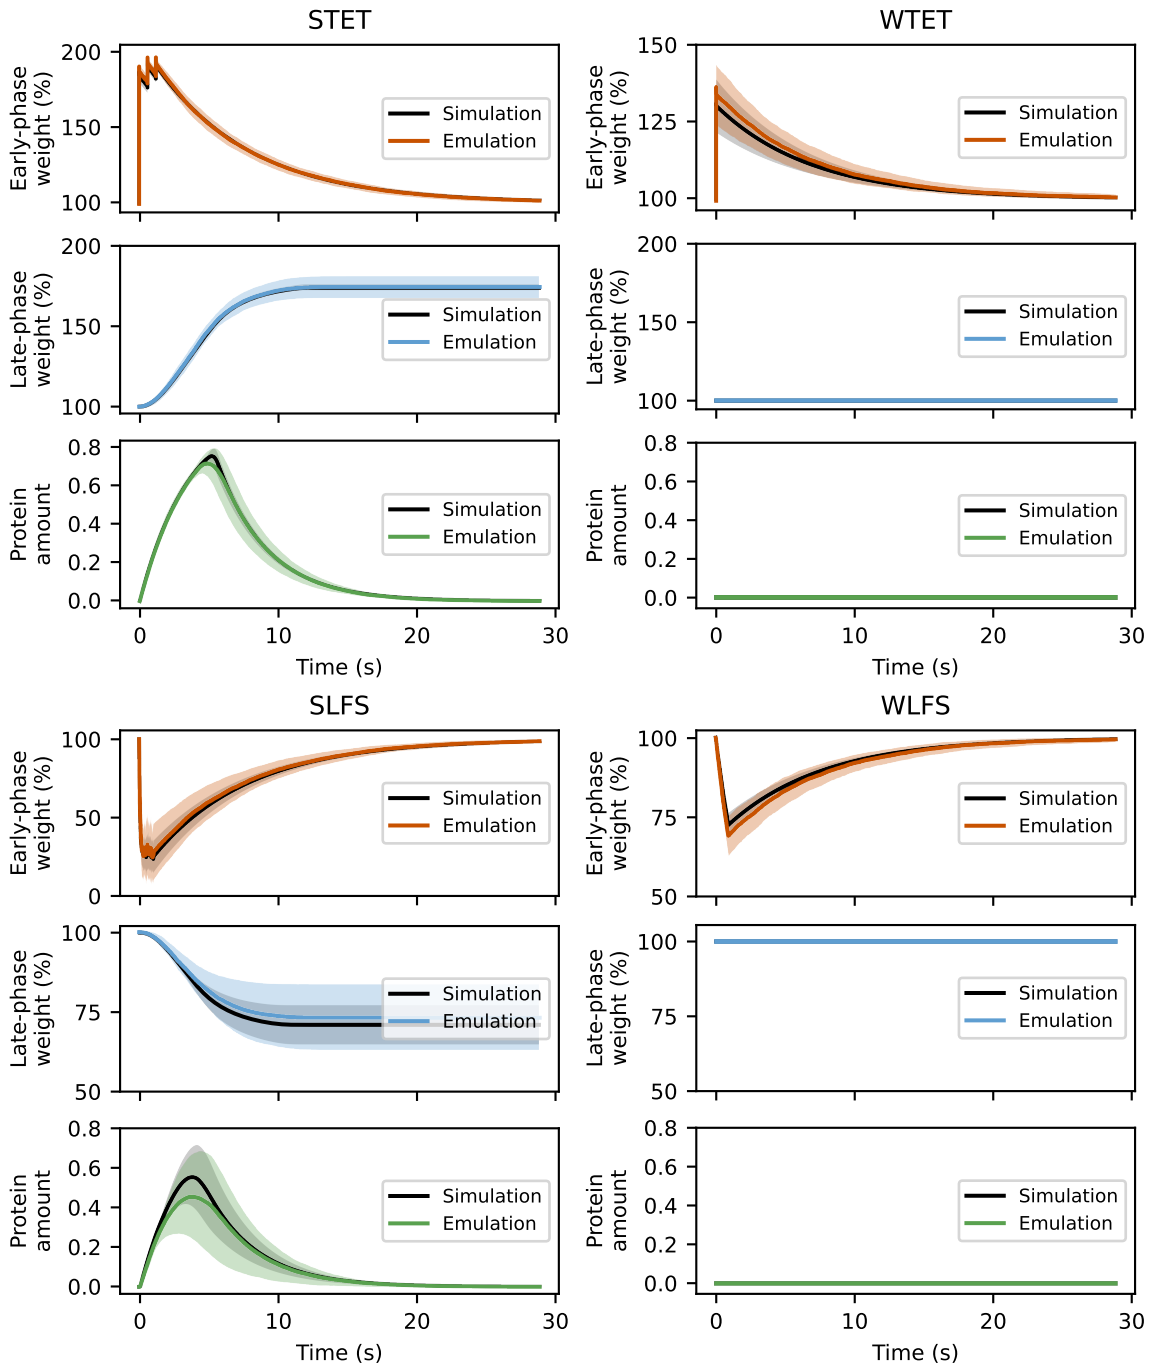 STET
Early-phase
weight (%)
200
150
100
Simulation
Emulation
Late-phase
weight (%)
200
150
100
Simulation
Emulation
Protein
amount
0.8
0.6
0.4
0.2
0.0
Simulation
Emulation
0 10 20 30
Time (s)
WTET
Early-phase
weight (%)
150
125
100
Simulation
Emulation
Late-phase
weight (%)
200
150
100
Simulation
Emulation
Protein
amount
0.8
0.6
0.4
0.2
0.0
Simulation
Emulation
0 10 20 30
Time (s)
SLFS
Early-phase
weight (%)
100
50
0
Simulation
Emulation
Late-phase
weight (%)
100
75
50
Simulation
Emulation
Protein
amount
0.8
0.6
0.4
0.2
0.0
Simulation
Emulation
0 10 20 30
Time (s)
WLFS
Early-phase
weight (%)
100
75
50
Simulation
Emulation
Late-phase
weight (%)
100
75
50
Simulation
Emulation
Protein
amount
0.8
0.6
0.4
0.2
0.0
Simulation
Emulation
0 10 20 30
Time (s)